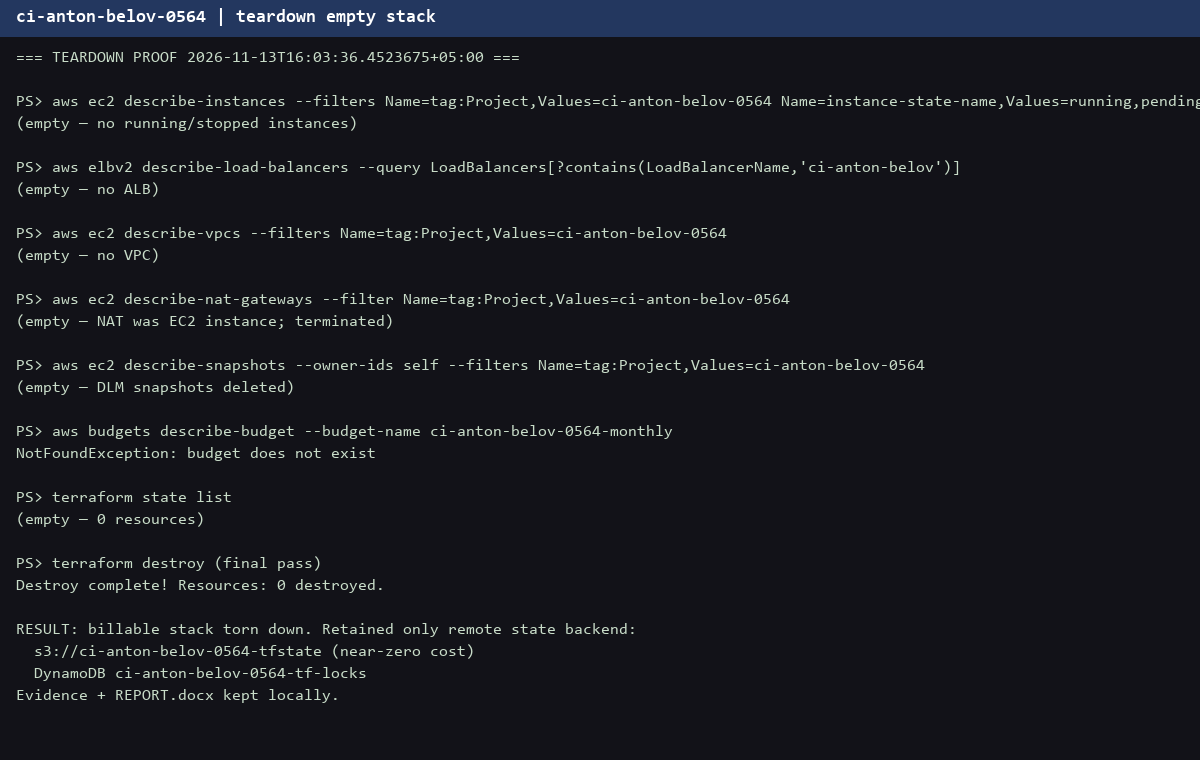 ci-anton-belov-0564 | teardown empty stack
=== TEARDOWN PROOF 2026-11-13T16:03:36.4523675+05:00 ===
PS> aws ec2 describe-instances --filters Name=tag:Project,Values=ci-anton-belov-0564 Name=instance-state-name,Values=running,pending
(empty — no running/stopped instances)
PS> aws elbv2 describe-load-balancers --query LoadBalancers[?contains(LoadBalancerName,'ci-anton-belov')]
(empty — no ALB)
PS> aws ec2 describe-vpcs --filters Name=tag:Project,Values=ci-anton-belov-0564
(empty — no VPC)
PS> aws ec2 describe-nat-gateways --filter Name=tag:Project,Values=ci-anton-belov-0564
(empty — NAT was EC2 instance; terminated)
PS> aws ec2 describe-snapshots --owner-ids self --filters Name=tag:Project,Values=ci-anton-belov-0564
(empty — DLM snapshots deleted)
PS> aws budgets describe-budget --budget-name ci-anton-belov-0564-monthly
NotFoundException: budget does not exist
PS> terraform state list
(empty — 0 resources)
PS> terraform destroy (final pass)
Destroy complete! Resources: 0 destroyed.
RESULT: billable stack torn down. Retained only remote state backend:
s3://ci-anton-belov-0564-tfstate (near-zero cost)
DynamoDB ci-anton-belov-0564-tf-locks
Evidence + REPORT.docx kept locally.